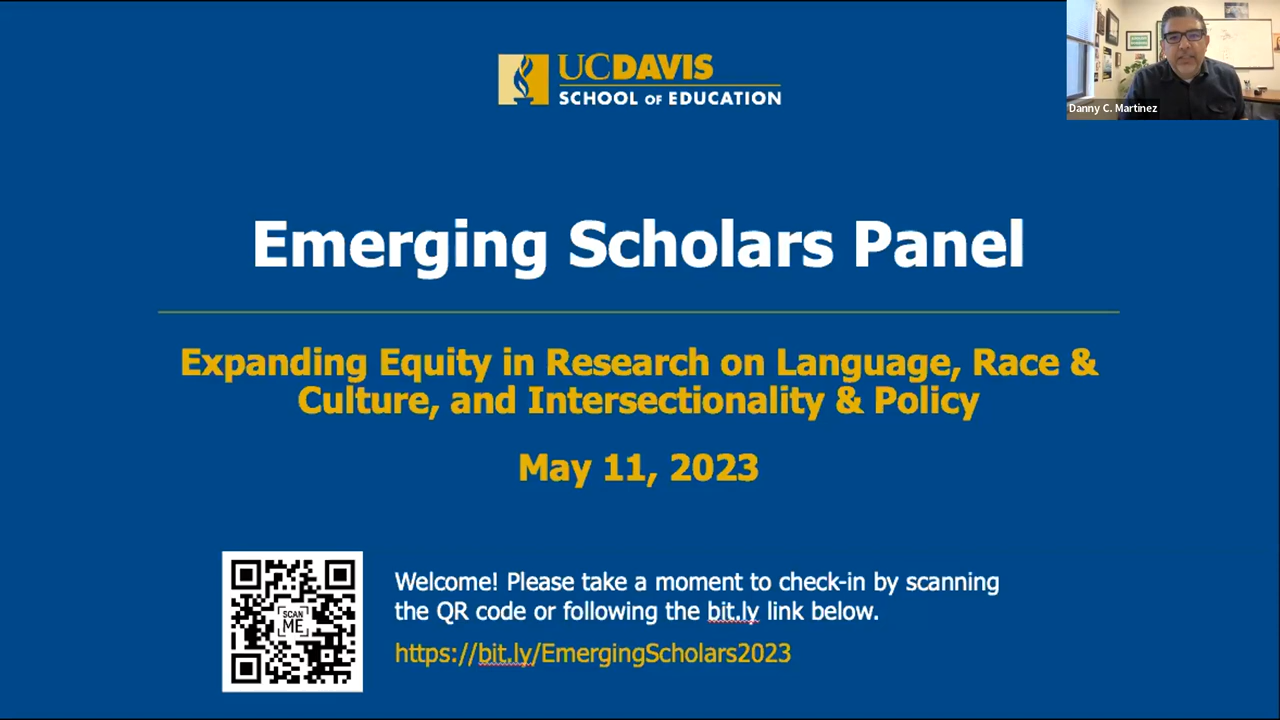 UCDAVIS
SCHOOL OF EDUCATION
Danny C. Martinez
Emerging Scholars Panel
Expanding Equity in Research on Language, Race &
Culture, and Intersectionality & Policy
May 11, 2023
SCAN
ME
Welcome! Please take a moment to check-in by scanning
the QR code or following the bit.ly link below.
https://bit.ly/EmergingScholars2023